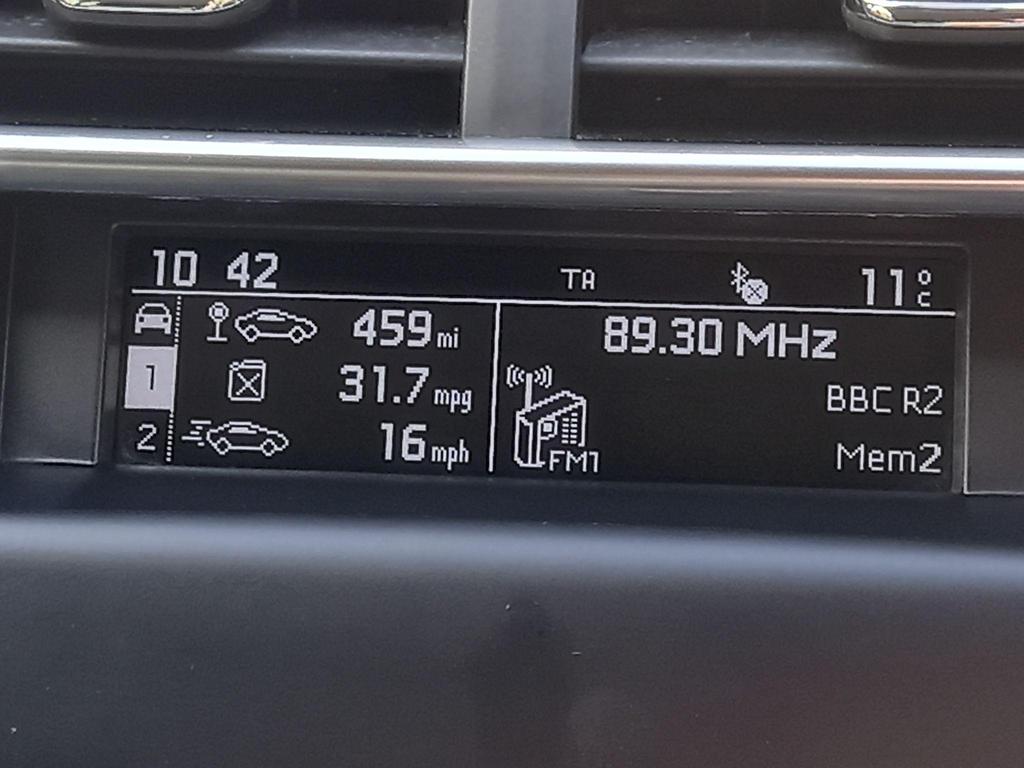 10 42 TA 11°C
459 mi
1 31.7 mpg
2 16 mph
89.30 MHz
BBC R2
FM1 Mem2